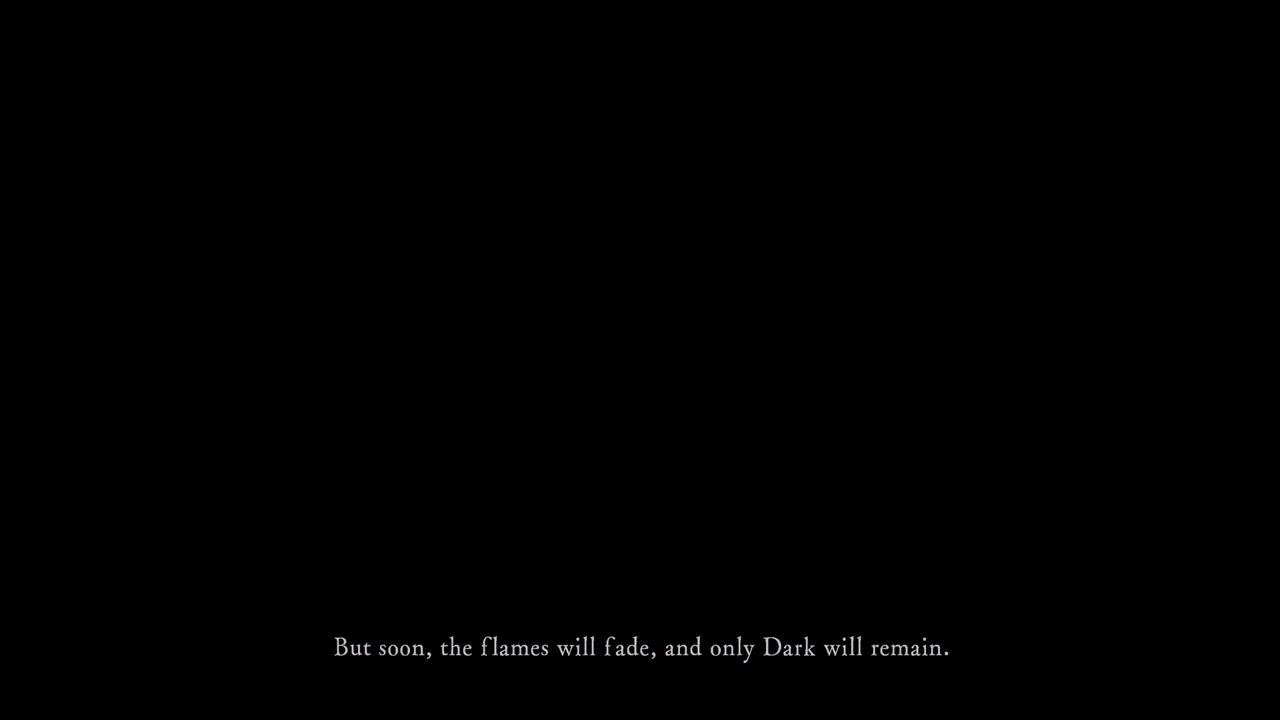 But soon, the flames will fade, and only Dark will remain.